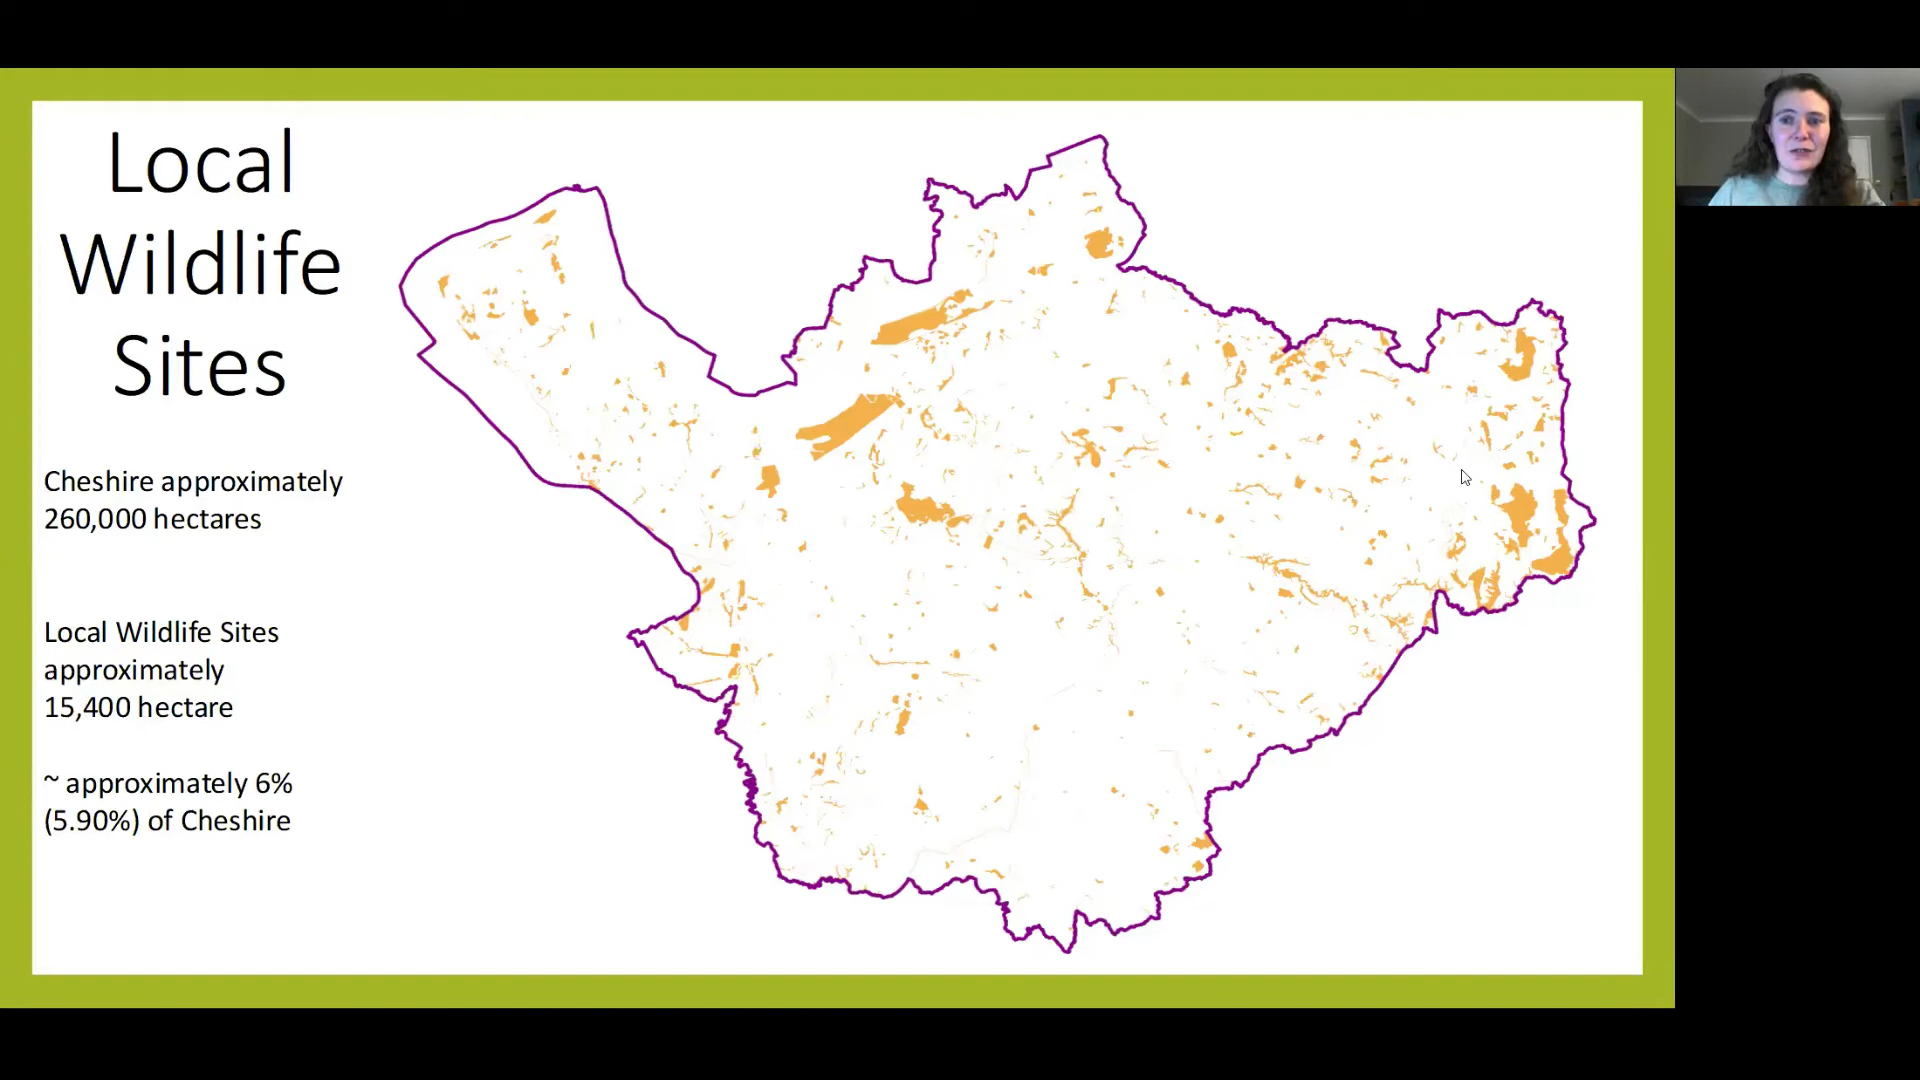 Local
Wildlife
Sites
Cheshire approximately
260,000 hectares
Local Wildlife Sites
approximately
15,400 hectare
~ approximately 6%
(5.90%) of Cheshire